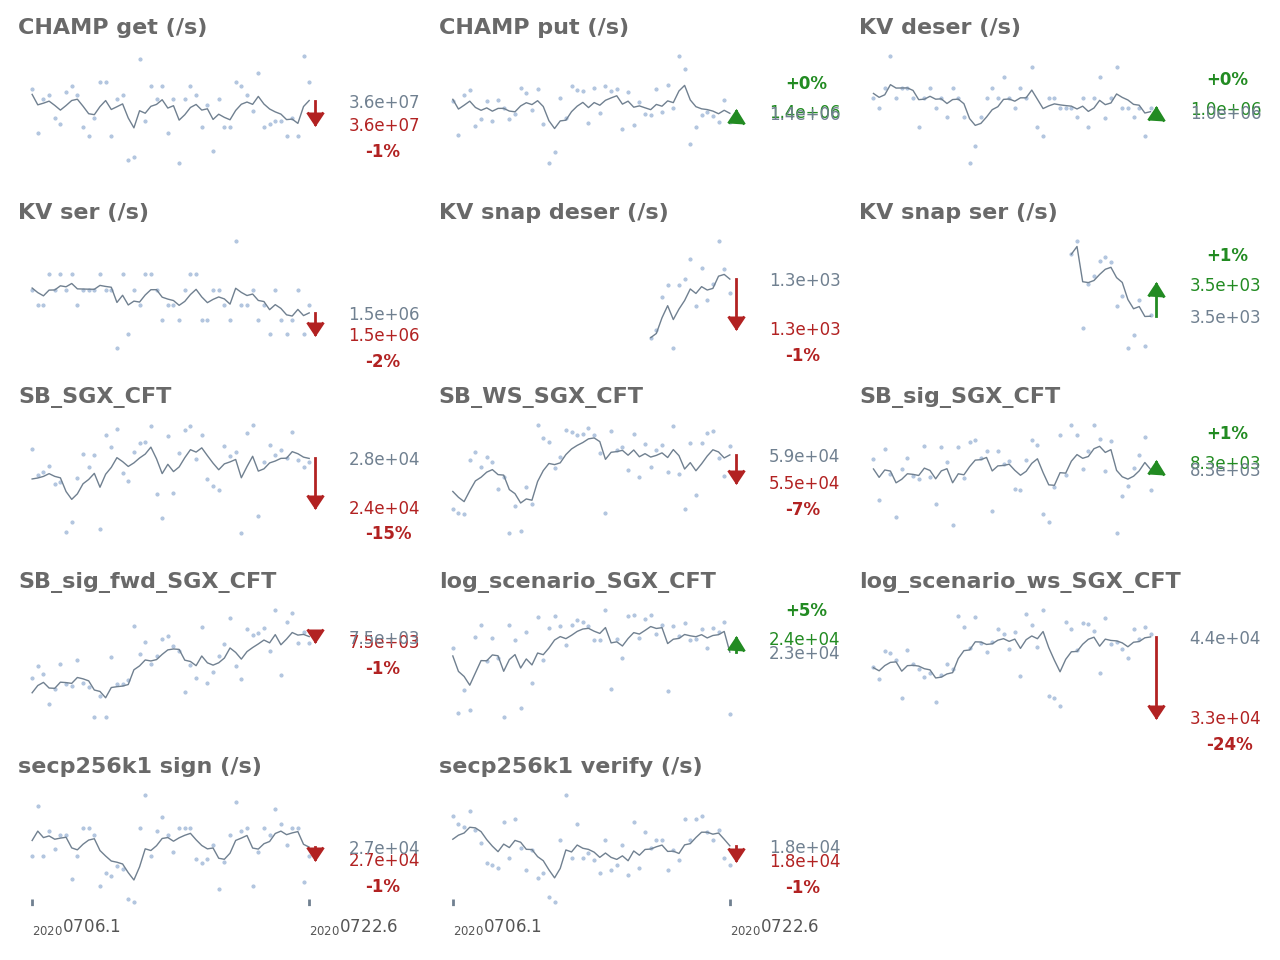 CHAMP get (/s)
3.6e+07
3.6e+07
-1%
CHAMP put (/s)
+0%
1.4e+06
1.4e+06
KV deser (/s)
+0%
1.0e+06
1.0e+06
KV ser (/s)
1.5e+06
1.5e+06
-2%
KV snap deser (/s)
1.3e+03
1.3e+03
-1%
KV snap ser (/s)
+1%
3.5e+03
3.5e+03
SB_SGX_CFT
2.8e+04
2.4e+04
-15%
SB_WS_SGX_CFT
5.9e+04
5.5e+04
-7%
SB_sig_SGX_CFT
+1%
8.3e+03
8.3e+03
SB_sig_fwd_SGX_CFT
7.5e+03
7.5e+03
-1%
log_scenario_SGX_CFT
+5%
2.4e+04
2.3e+04
log_scenario_ws_SGX_CFT
4.4e+04
3.3e+04
-24%
secp256k1 sign (/s)
2.7e+04
2.7e+04
-1%
20200706.1
20200722.6
secp256k1 verify (/s)
1.8e+04
1.8e+04
-1%
20200706.1
20200722.6